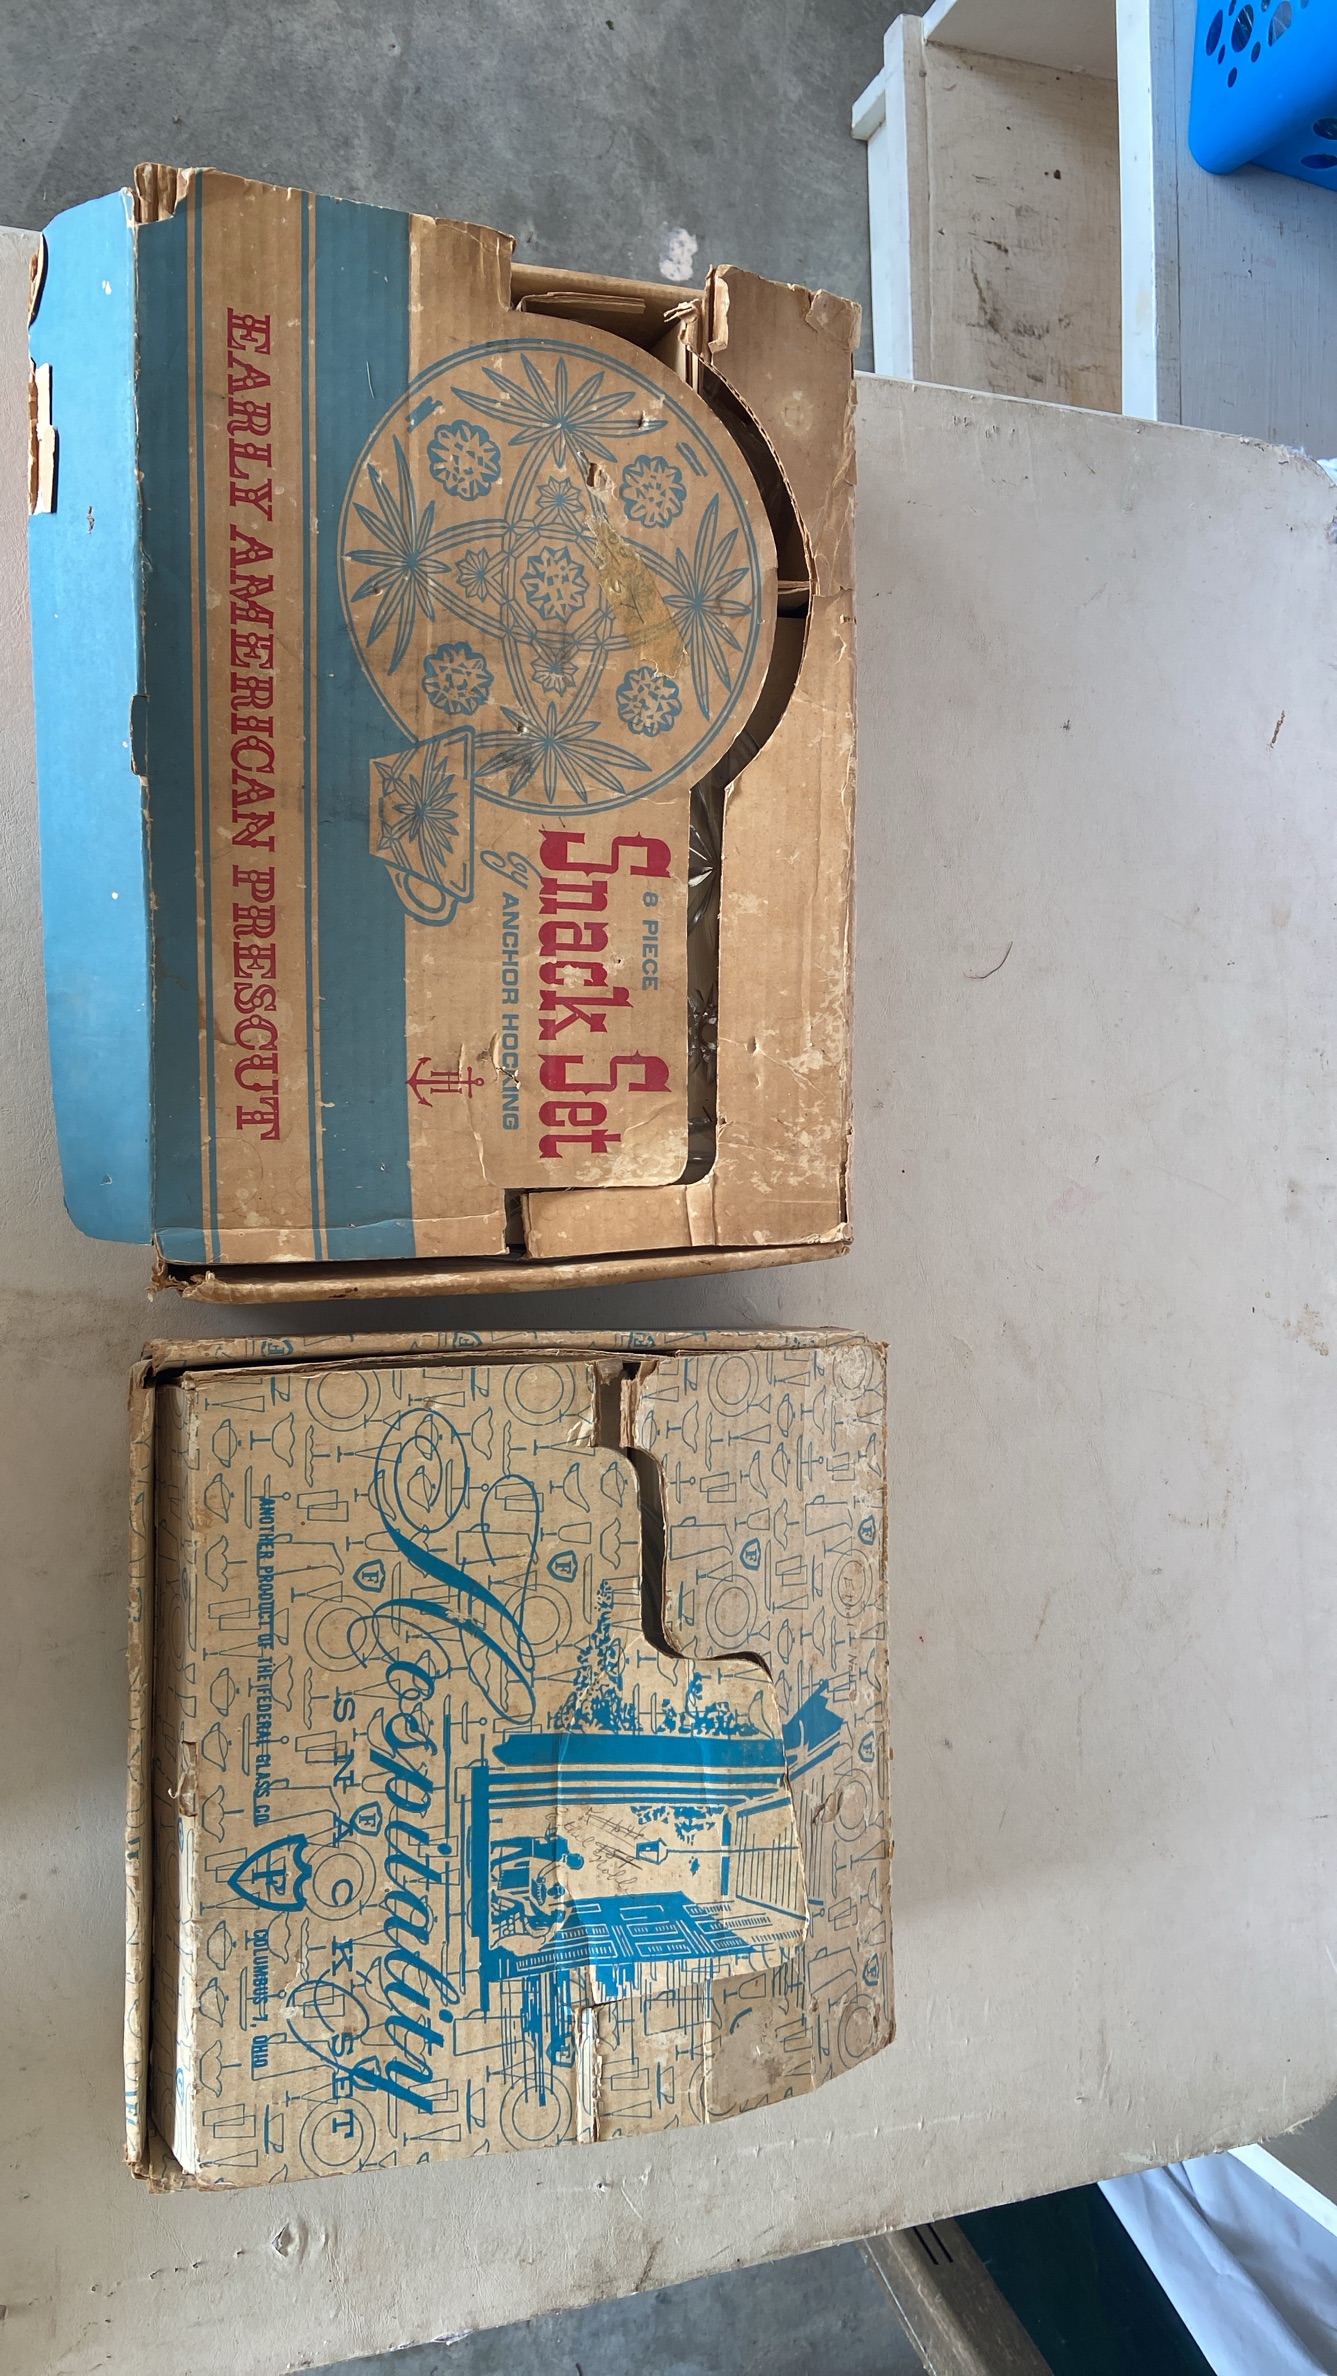 8 PIECE
Snack Set
by ANCHOR HOCKING
H
EARLY AMERICAN PRESCUT
Hospitality
SNACK SET
ANOTHER PRODUCT OF THE FEDERAL GLASS CO.
F
COLUMBUS 7, OHIO